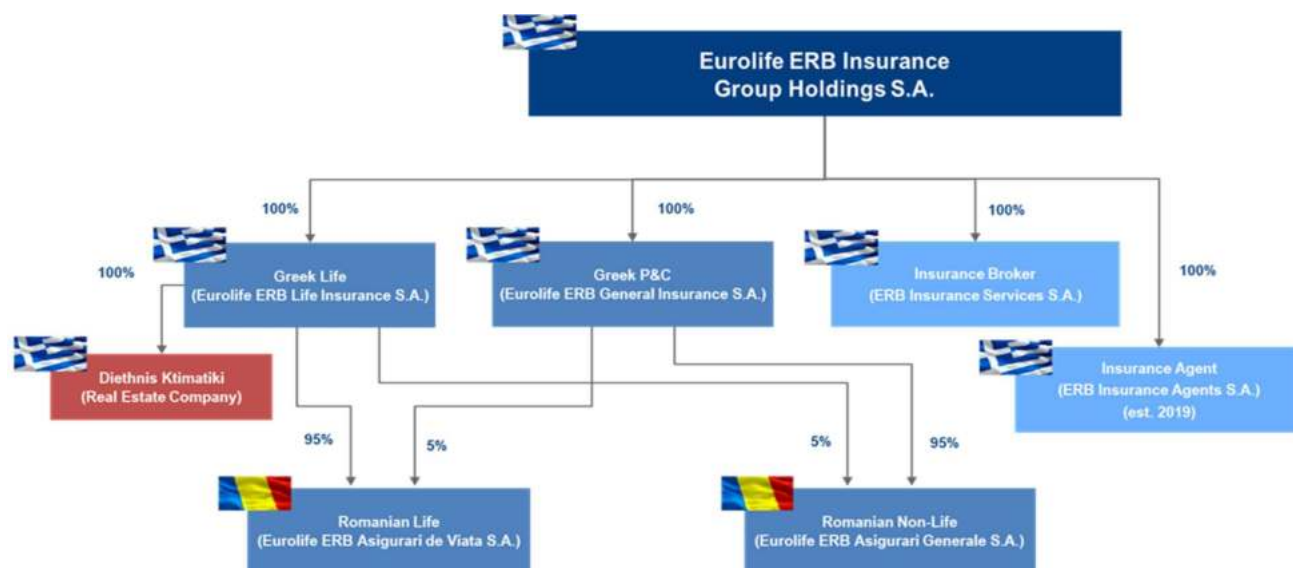 Eurolife ERB Insurance
Group Holdings S.A.
100%
100%
100%
100%
100%
Greek Life
(Eurolife ERB Life Insurance S.A.)
Greek P&C
(Eurolife ERB General Insurance S.A.)
Insurance Broker
(ERB Insurance Services S.A.)
Diethnis Ktimatiki
(Real Estate Company)
Insurance Agent
(ERB Insurance Agents S.A.)
(est. 2019)
95%
5%
5%
95%
Romanian Life
(Eurolife ERB Asigurari de Viata S.A.)
Romanian Non-Life
(Eurolife ERB Asigurari Generale S.A.)